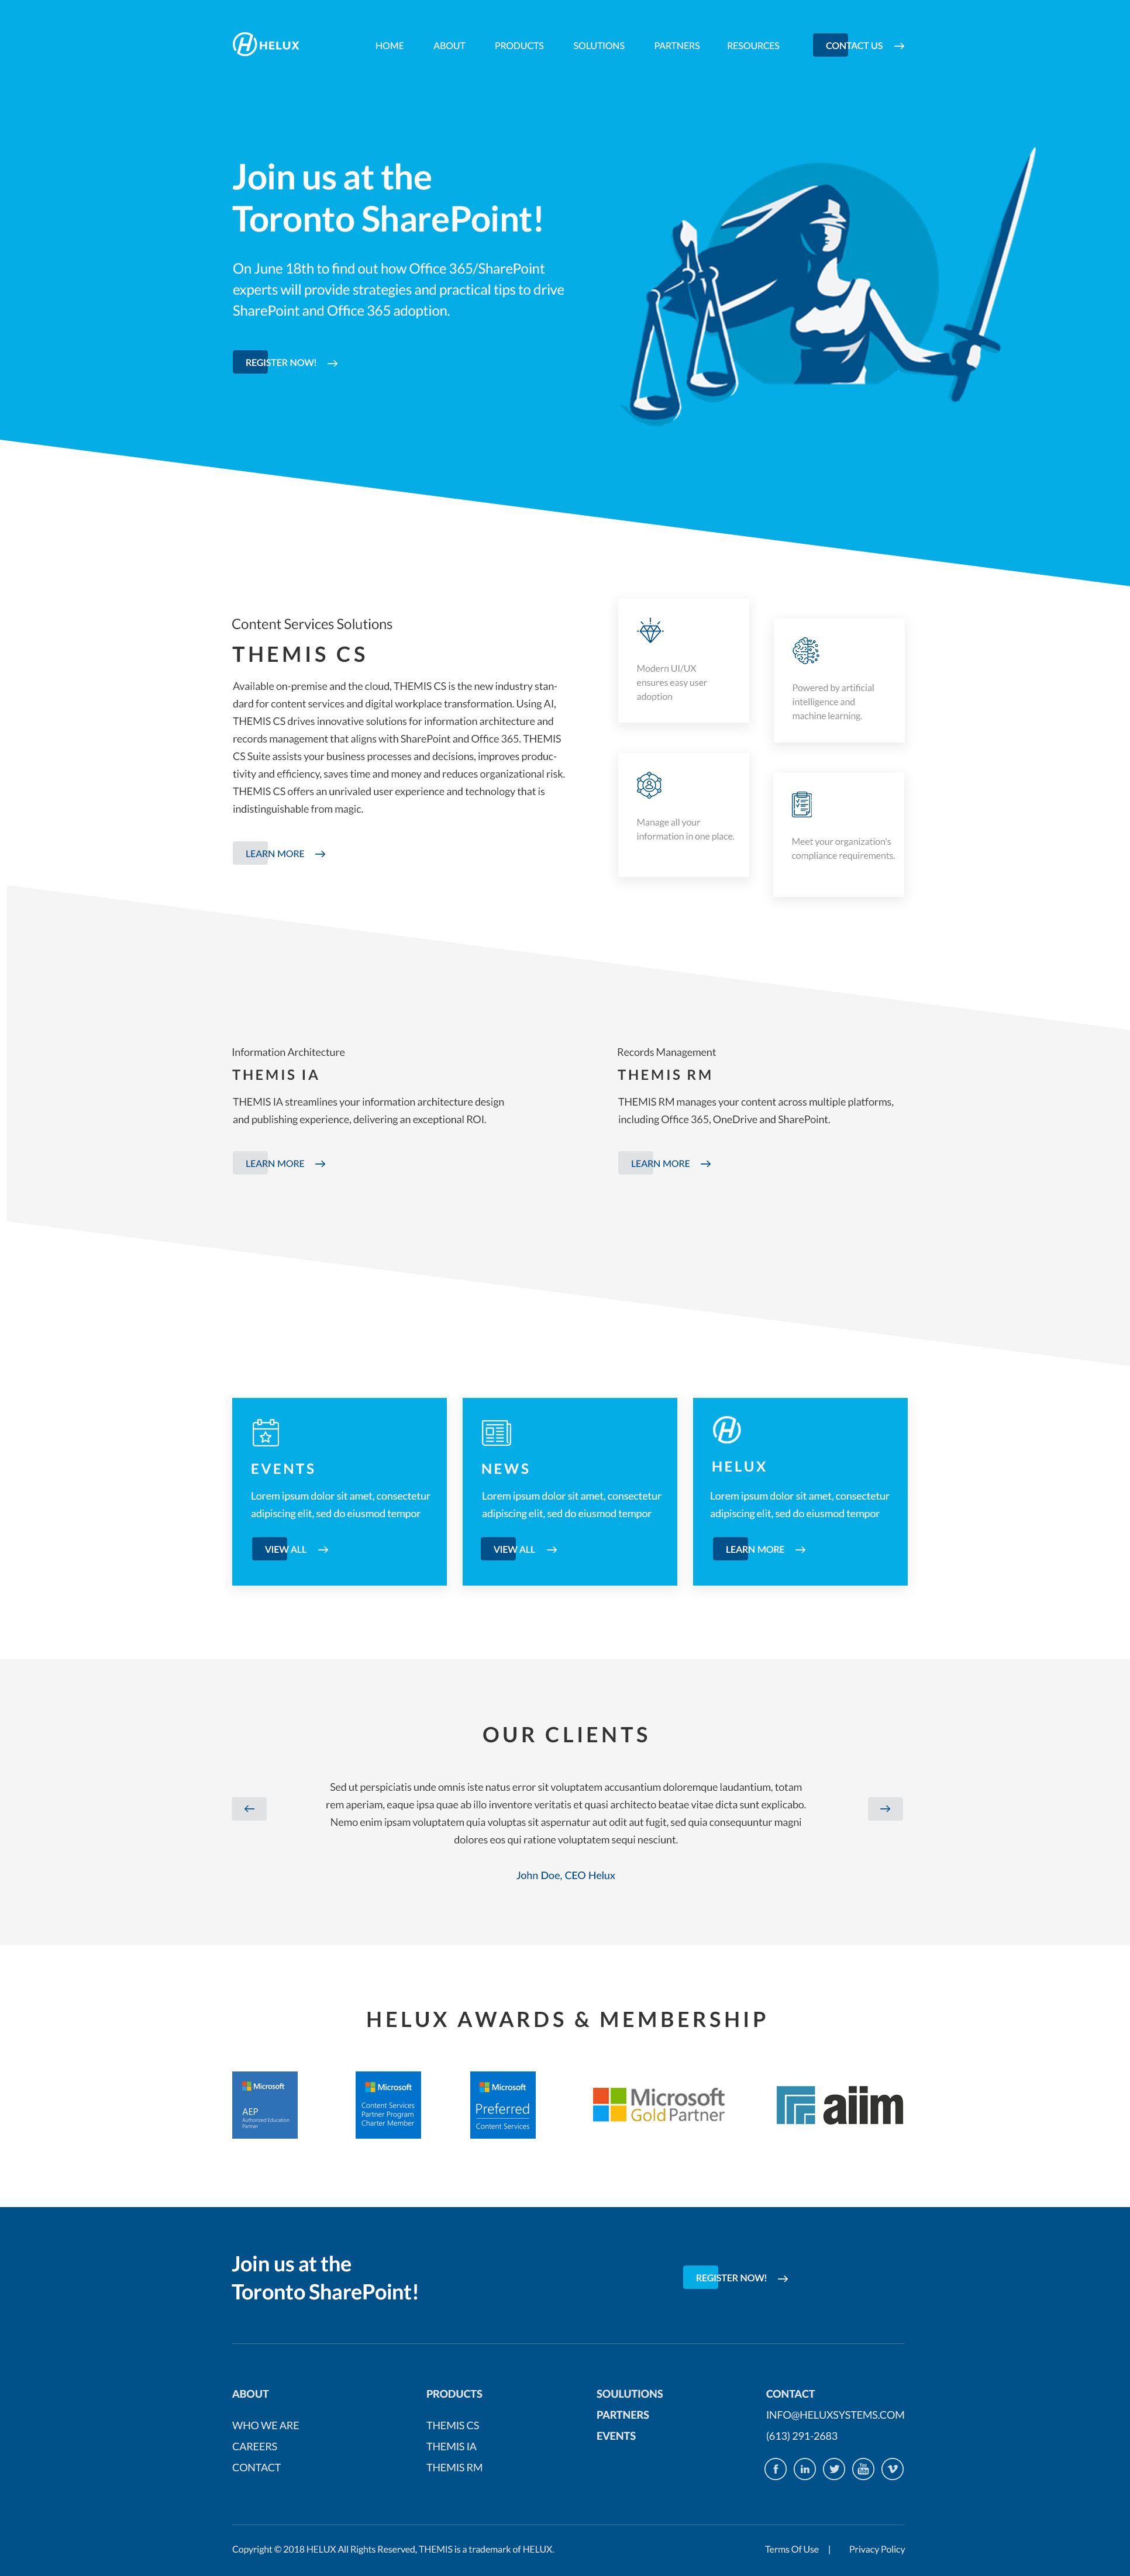 HELUX
HOME ABOUT PRODUCTS SOLUTIONS PARTNERS RESOURCES CONTACT US
Join us at the
Toronto SharePoint!
On June 18th to find out how Office 365/SharePoint
experts will provide strategies and practical tips to drive
SharePoint and Office 365 adoption.
REGISTER NOW!
Content Services Solutions
THEMIS CS
Available on-premise and the cloud, THEMIS CS is the new industry stan-
dard for content services and digital workplace transformation. Using AI,
THEMIS CS drives innovative solutions for information architecture and
records management that aligns with SharePoint and Office 365. THEMIS
CS Suite assists your business processes and decisions, improves produc-
tivity and efficiency, saves time and money and reduces organizational risk.
THEMIS CS offers an unrivaled user experience and technology that is
indistinguishable from magic.
LEARN MORE
Modern UI/UX
ensures easy user
adoption
Powered by artificial
intelligence and
machine learning.
Manage all your
information in one place.
Meet your organization's
compliance requirements.
Information Architecture
THEMIS IA
THEMIS IA streamlines your information architecture design
and publishing experience, delivering an exceptional ROI.
LEARN MORE
Records Management
THEMIS RM
THEMIS RM manages your content across multiple platforms,
including Office 365, OneDrive and SharePoint.
LEARN MORE
EVENTS
Lorem ipsum dolor sit amet, consectetur
adipiscing elit, sed do eiusmod tempor
VIEW ALL
NEWS
Lorem ipsum dolor sit amet, consectetur
adipiscing elit, sed do eiusmod tempor
VIEW ALL
HELUX
Lorem ipsum dolor sit amet, consectetur
adipiscing elit, sed do eiusmod tempor
LEARN MORE
OUR CLIENTS
Sed ut perspiciatis unde omnis iste natus error sit voluptatem accusantium doloremque laudantium, totam
rem aperiam, eaque ipsa quae ab illo inventore veritatis et quasi architecto beatae vitae dicta sunt explicabo.
Nemo enim ipsam voluptatem quia voluptas sit aspernatur aut odit aut fugit, sed quia consequuntur magni
dolores eos qui ratione voluptatem sequi nesciunt.
John Doe, CEO Helux
HELUX AWARDS & MEMBERSHIP
Microsoft
AEP
Authorized Education
Partner
Microsoft
Content Services
Partner Program
Charter Member
Microsoft
Preferred
Content Services
Microsoft
Gold Partner
aiim
Join us at the
Toronto SharePoint!
REGISTER NOW!
ABOUT
WHO WE ARE
CAREERS
CONTACT
PRODUCTS
THEMIS CS
THEMIS IA
THEMIS RM
SOULUTIONS
PARTNERS
EVENTS
CONTACT
INFO@HELUXSYSTEMS.COM
(613) 291-2683
f in You Tube v
Copyright © 2018 HELUX All Rights Reserved, THEMIS is a trademark of HELUX.
Terms Of Use | Privacy Policy